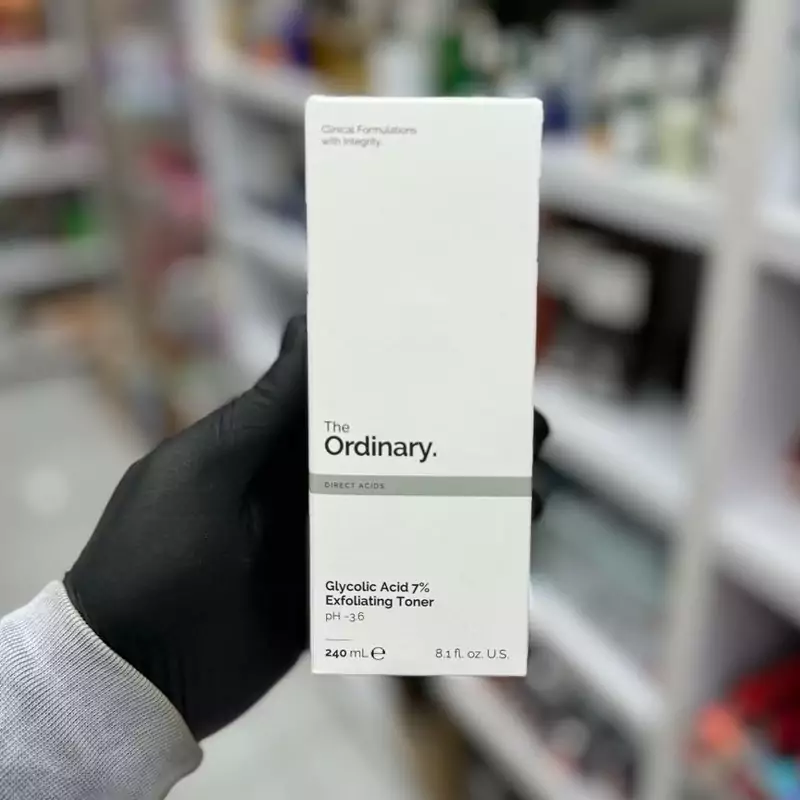 Clinical Formulations
with Integrity.
The
Ordinary.
DIRECT ACIDS
Glycolic Acid 7%
Exfoliating Toner
pH ~3.6
240 mL ℮ 8.1 fl. oz. U.S.